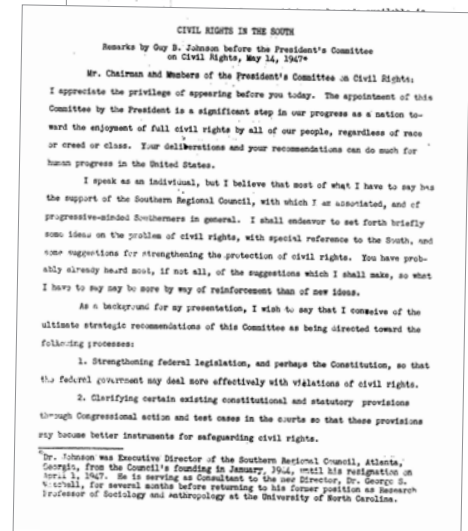 CIVIL RIGHTS IN THE SOUTH
Remarks by Guy B. Johnson before the President's Committee
on Civil Rights, May 14, 1947*
Mr. Chairman and Members of the President's Committee on Civil Rights:
I appreciate the privilege of appearing before you today. The appointment of this
Committee by the President is a significant step in our progress as a nation to-
ward the enjoyment of full civil rights by all of our people, regardless of race
or creed or class. Your deliberations and your recommendations can do much for
human progress in the United States.
I speak as an individual, but I believe that most of what I have to say has
the support of the Southern Regional Council, with which I am associated, and of
progressive-minded Southerners in general. I shall endeavor to set forth briefly
some ideas on the problem of civil rights, with special reference to the South, and
some suggestions for strengthening the protection of civil rights. You have prob-
ably already heard most, if not all, of the suggestions which I shall make, so what
I have to say may be more by way of reinforcement than of new ideas.
As a background for my presentation, I wish to say that I conceive of the
ultimate strategic recommendations of this Committee as being directed toward the
following processes:
1. Strengthening federal legislation, and perhaps the Constitution, so that
the federal government may deal more effectively with violations of civil rights.
2. Clarifying certain existing constitutional and statutory provisions
through Congressional action and test cases in the courts so that these provisions
may become better instruments for safeguarding civil rights.
*Dr. Johnson was Executive Director of the Southern Regional Council, Atlanta,
Georgia, from the Council's founding in January, 1944, until his resignation on
April 1, 1947. He is serving as Consultant to the new Director, Dr. George S.
Mitchell, for several months before returning to his former position as Research
Professor of Sociology and Anthropology at the University of North Carolina.